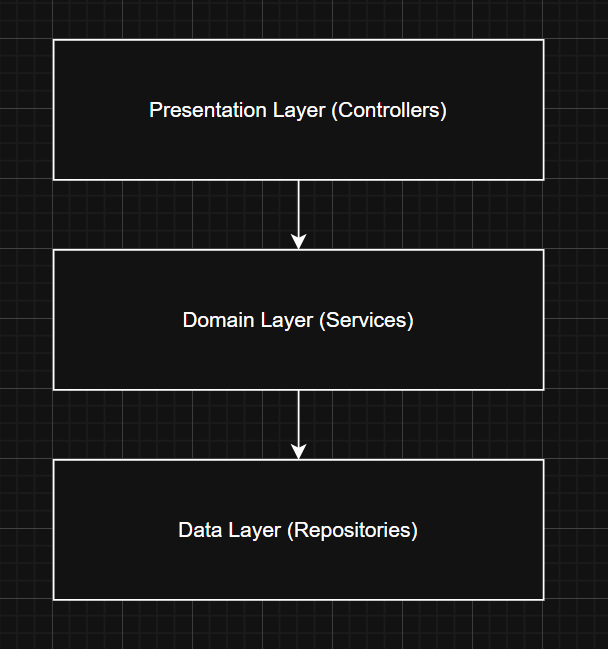 Presentation Layer (Controllers)
Domain Layer (Services)
Data Layer (Repositories)